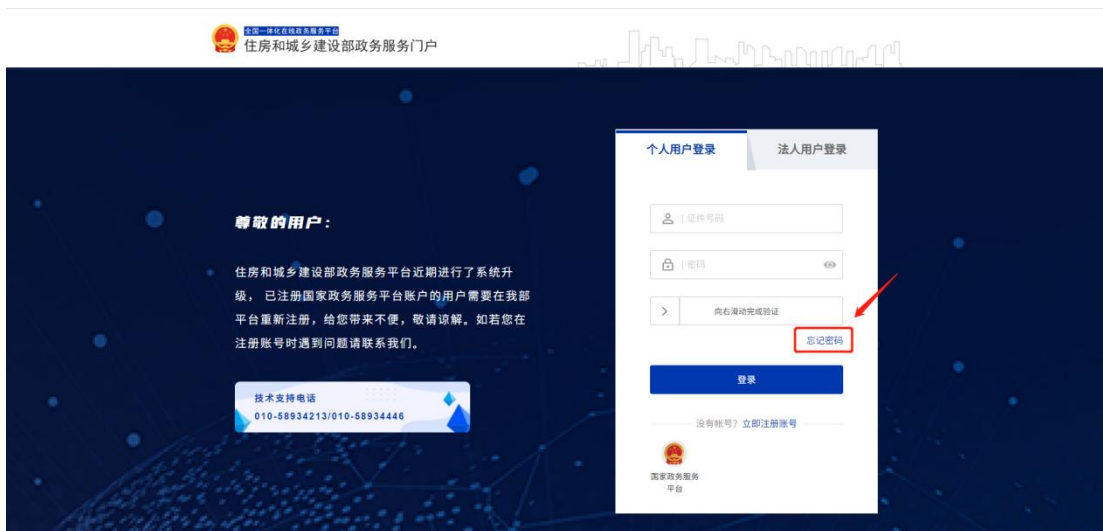 全国一体化在线政务服务平台
住房和城乡建设部政务服务门户
个人用户登录
法人用户登录
尊敬的用户：
住房和城乡建设部政务服务平台近期进行了系统升
级， 已注册国家政务服务平台账户的用户需要在我部
平台重新注册，给您带来不便，敬请谅解。如若您在
注册账号时遇到问题请联系我们。
技术支持电话
010-58934213/010-58934446
证件号码
密码
向右滑动完成验证
忘记密码
登录
没有帐号？立即注册账号
国家政务服务
平台